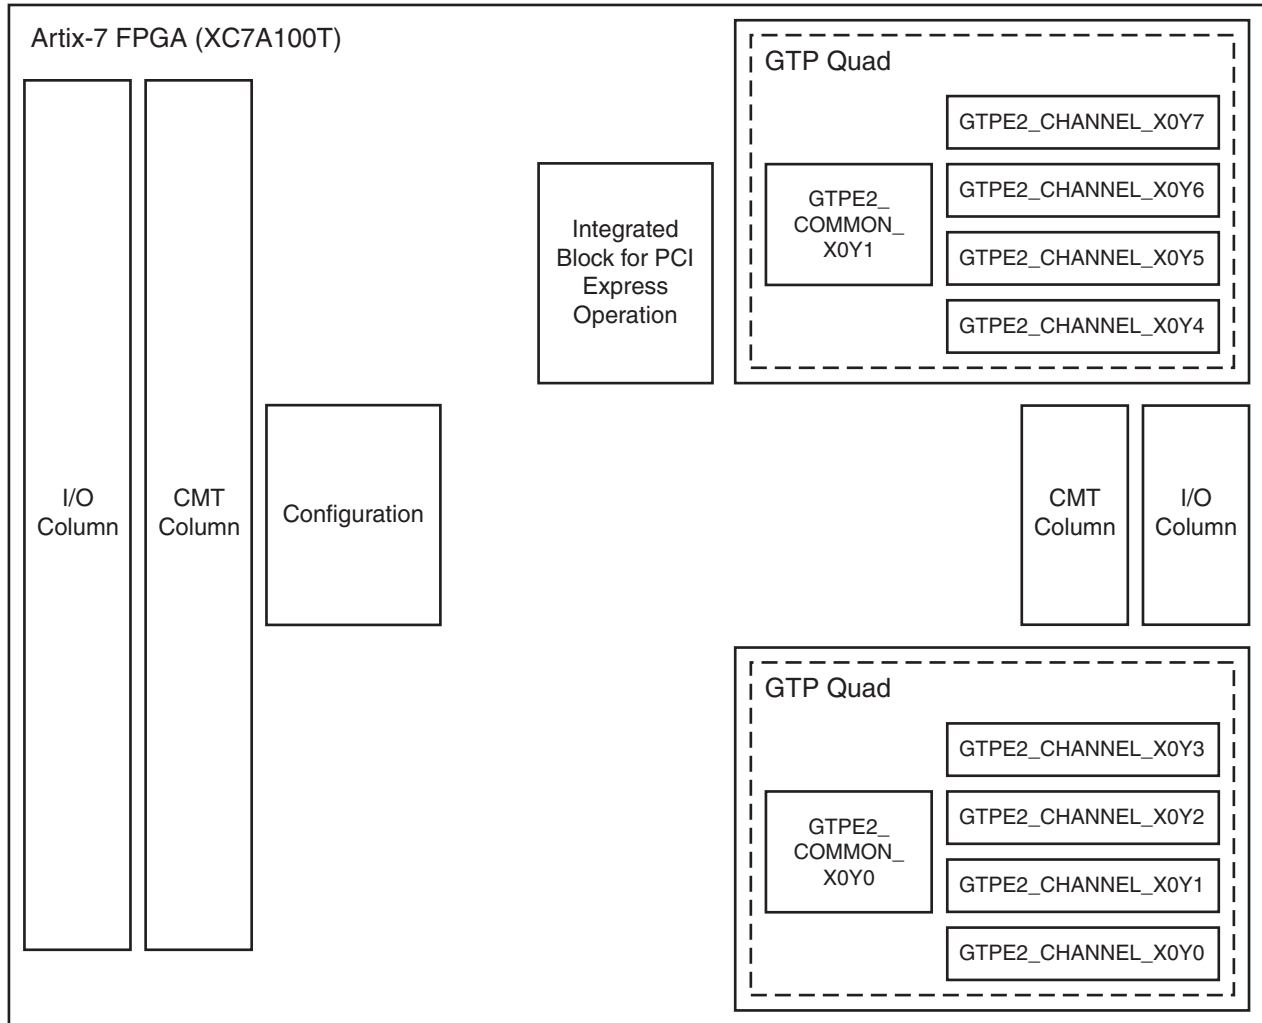 Artix-7 FPGA (XC7A100T)
GTP Quad
GTPE2_CHANNEL_X0Y7
GTPE2_
COMMON_
X0Y1
GTPE2_CHANNEL_X0Y6
GTPE2_CHANNEL_X0Y5
GTPE2_CHANNEL_X0Y4
Integrated
Block for PCI
Express
Operation
I/O
Column
CMT
Column
Configuration
CMT
Column
I/O
Column
GTP Quad
GTPE2_CHANNEL_X0Y3
GTPE2_
COMMON_
X0Y0
GTPE2_CHANNEL_X0Y2
GTPE2_CHANNEL_X0Y1
GTPE2_CHANNEL_X0Y0